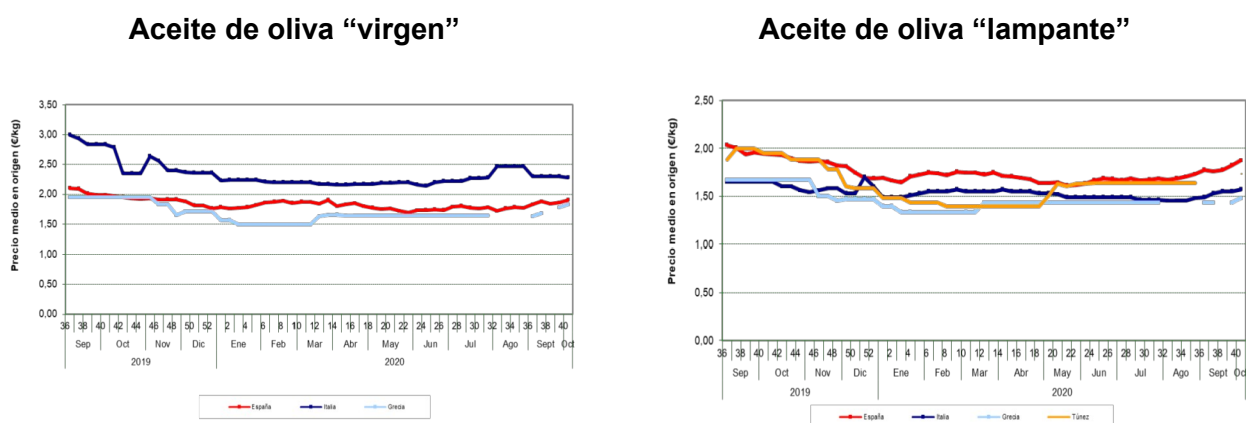 Aceite de oliva “virgen”
Precio medio en origen (€/kg)
3,50
3,00
2,50
2,00
1,50
1,00
0,50
0,00
36 38 40 42 44 46 48 50 52 2 4 6 8 10 12 14 16 18 20 22 24 26 28 30 32 34 36 38 40
Sep Oct Nov Dic Ene Feb Mar Abr May Jun Jul Ago Sept Oct
2019 2020
España Italia Grecia
Aceite de oliva “lampante”
Precio medio en origen (€/kg)
2,50
2,00
1,50
1,00
0,50
0,00
36 38 40 42 44 46 48 50 52 2 4 6 8 10 12 14 16 18 20 22 24 26 28 30 32 34 36 38 40
Sep Oct Nov Dic Ene Feb Mar Abr May Jun Jul Ago Sept Oc
2019 2020
España Italia Grecia Túnez